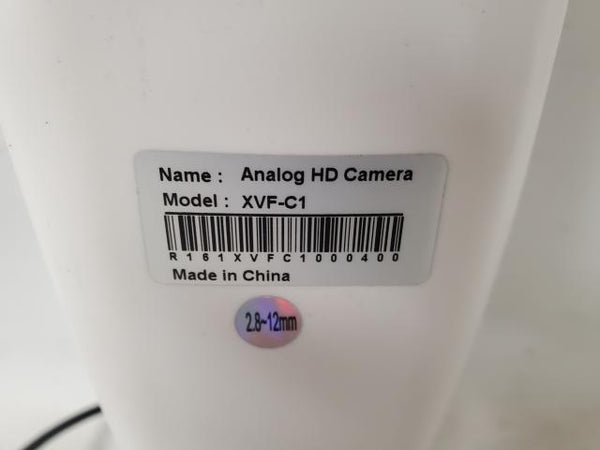 Name : Analog HD Camera
Model : XVF-C1
R161XVFC1000400
Made in China
2.8~12mm